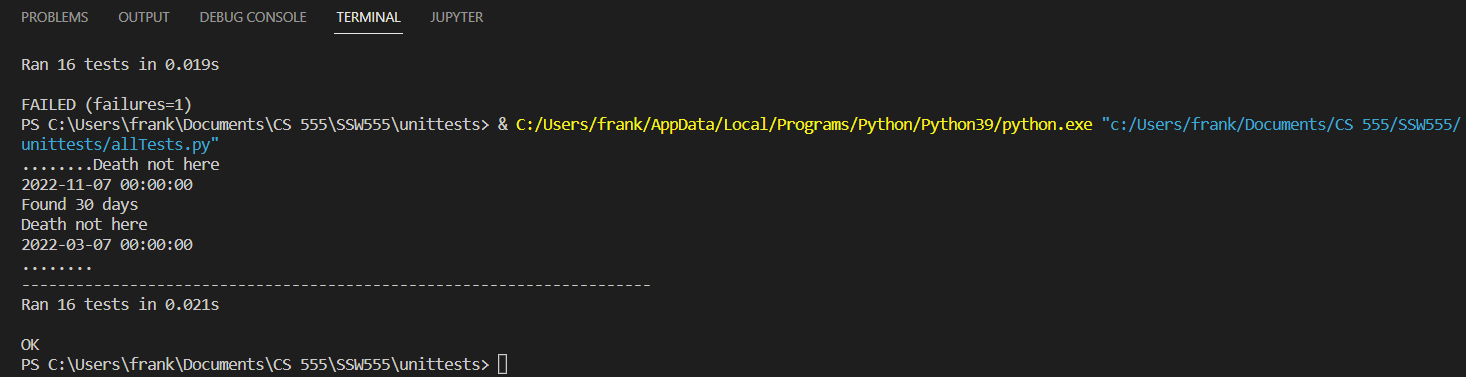 PROBLEMS OUTPUT DEBUG CONSOLE TERMINAL JUPYTER
Ran 16 tests in 0.019s
FAILED (failures=1)
PS C:\Users\frank\Documents\CS 555\SSW555\unittests> & C:/Users/frank/AppData/Local/Programs/Python/Python39/python.exe "c:/Users/frank/Documents/CS 555/SSW555/
unittests/allTests.py"
........Death not here
2022-11-07 00:00:00
Found 30 days
Death not here
2022-03-07 00:00:00
........
----------------------------------------------------------------------
Ran 16 tests in 0.021s
OK
PS C:\Users\frank\Documents\CS 555\SSW555\unittests>